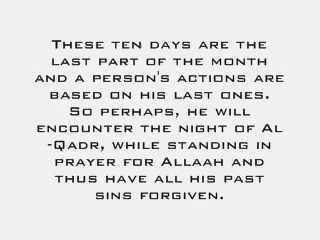 These ten days are the
last part of the month
and a person's actions are
based on his last ones.
So perhaps, he will
encounter the night of Al
-Qadr, while standing in
prayer for Allaah and
thus have all his past
sins forgiven.